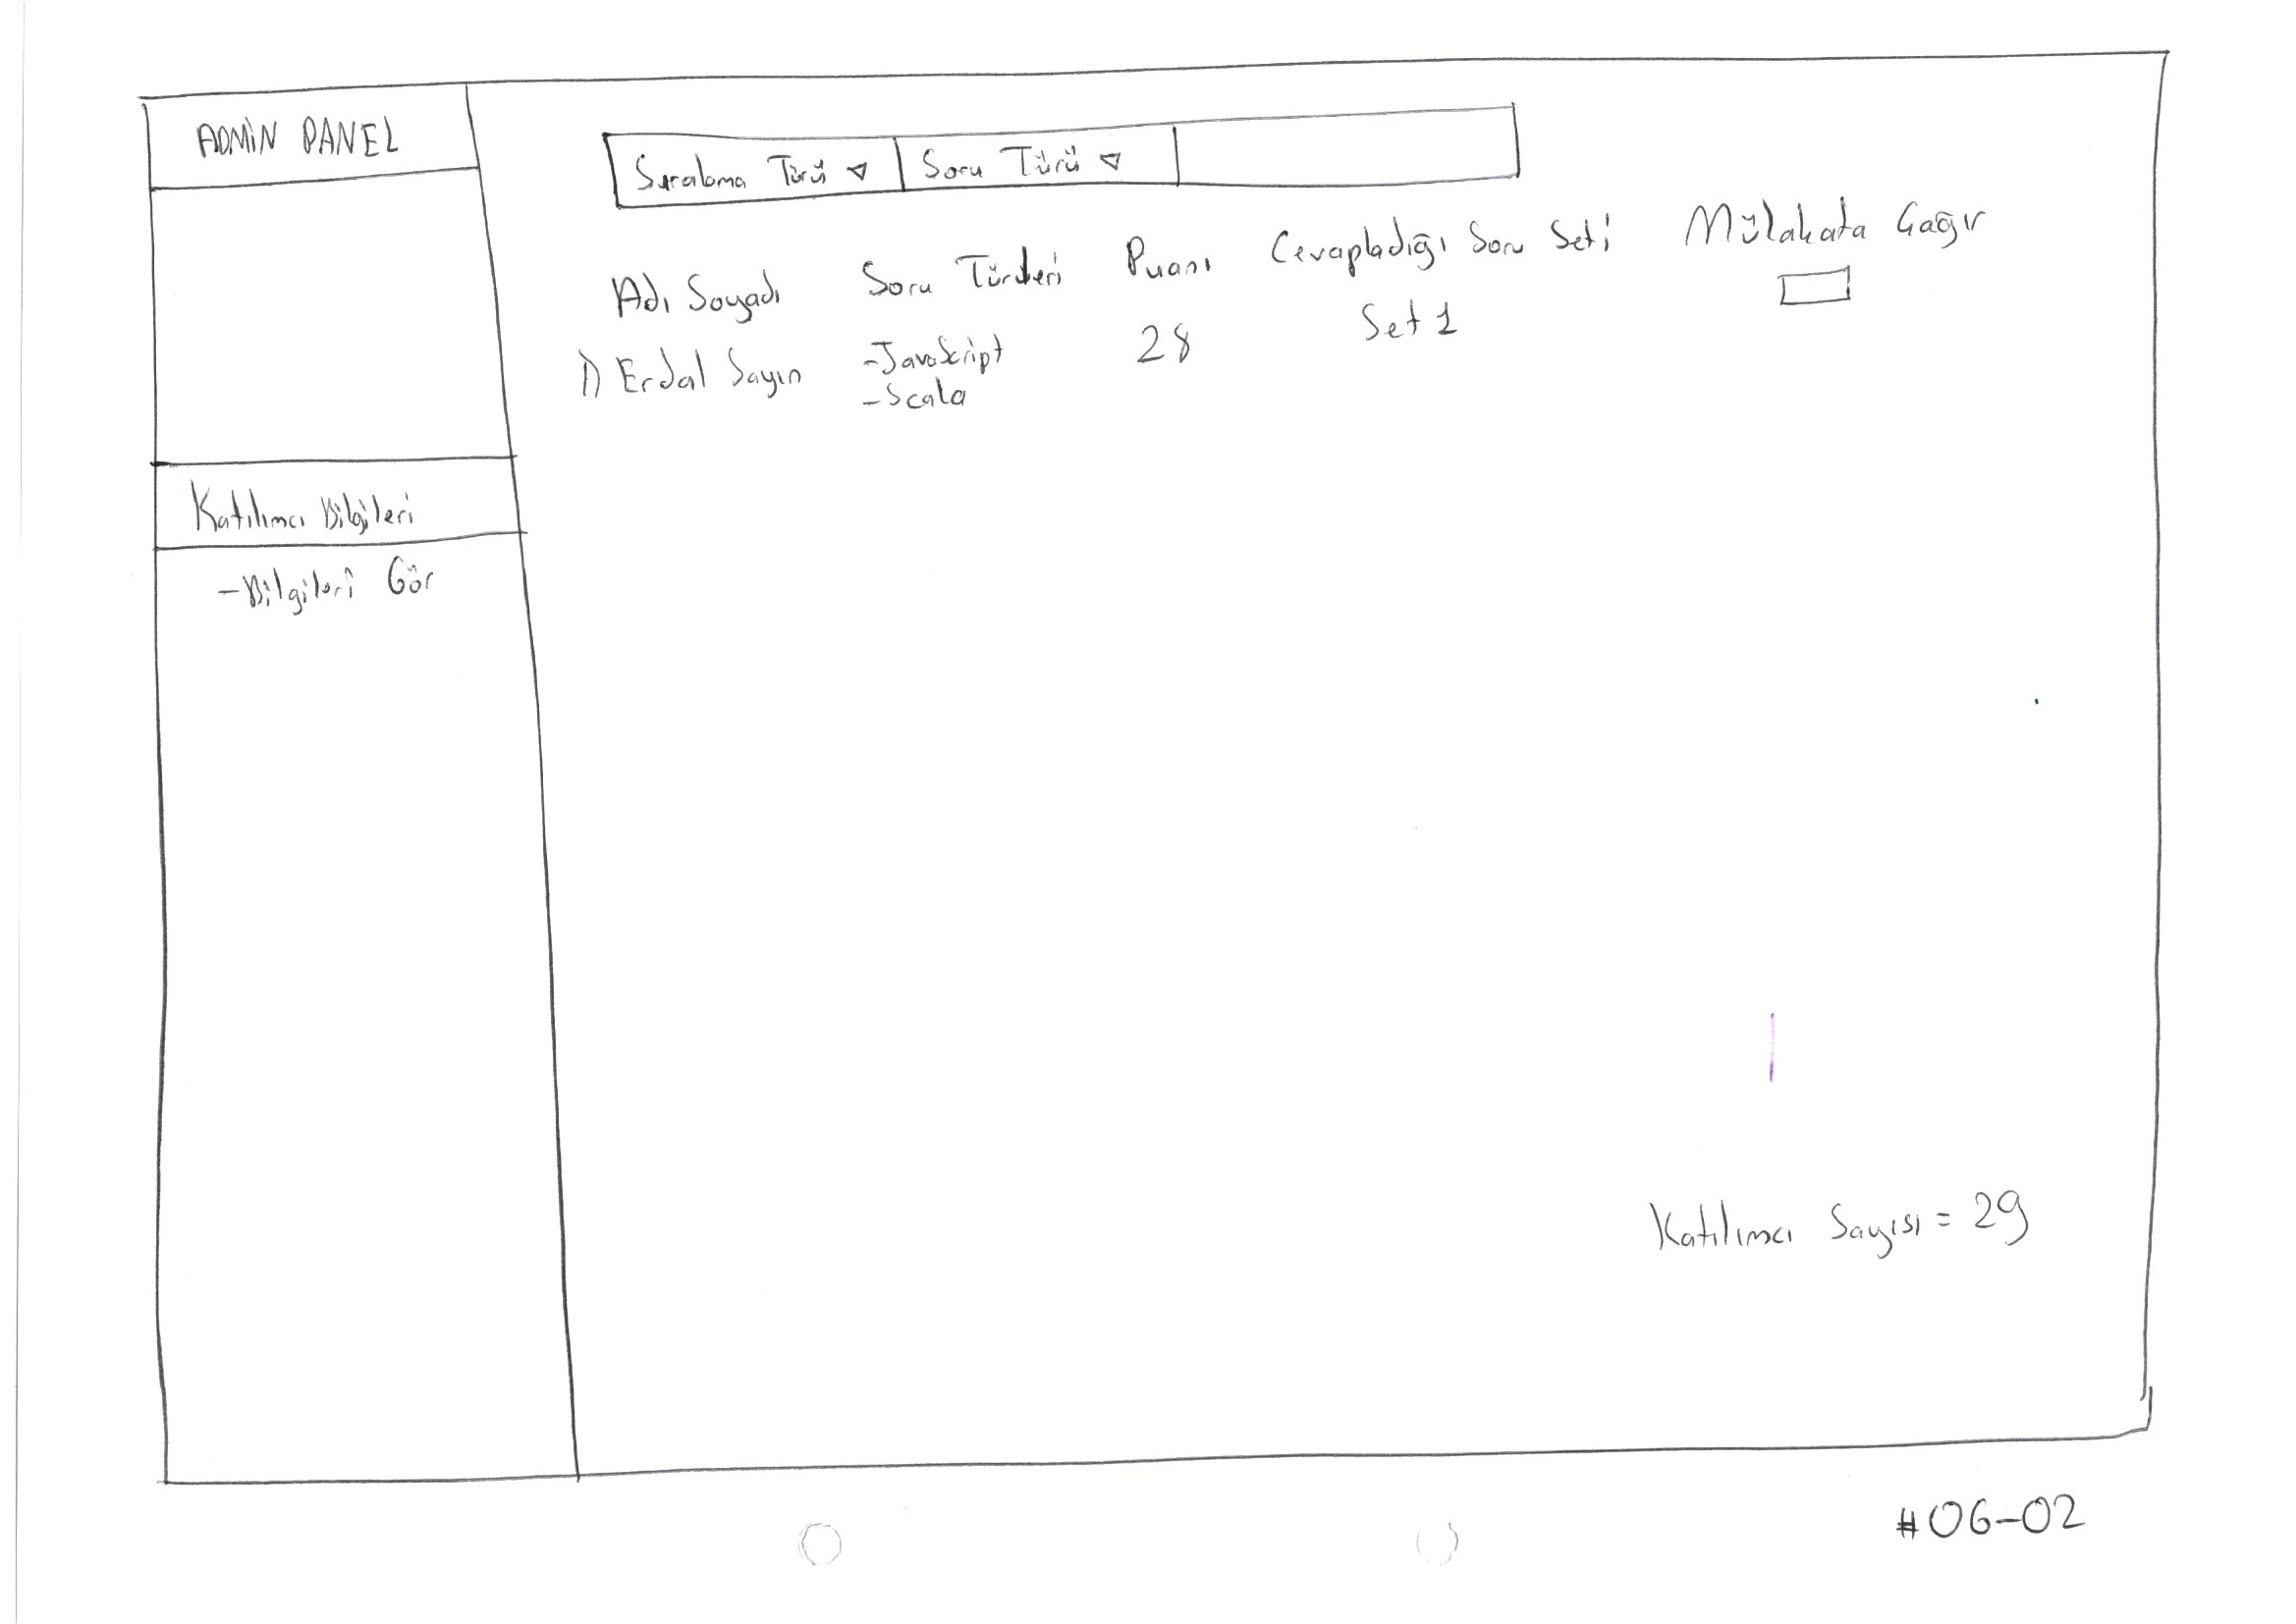 ADMİN PANEL
Sıralama Türü Soru Türü
Adı Soyadı Soru Türleri Puanı Cevapladığı Soru Seti Mülakata Çağır
1) Erdal Sayın -JavaScript 28 Set 1
-Scala
Katılımcı Bilgileri
-Bilgileri Gör
Katılımcı Sayısı = 29
#06-02